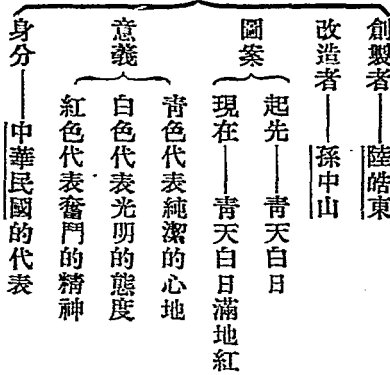 創製者——陸皓東
改造者——孫中山
圖案
起先——青天白日
現在——青天白日滿地紅
意義
青色代表純潔的心地
白色代表光明的態度
紅色代表奮鬥的精神
身分——中華民國的代表